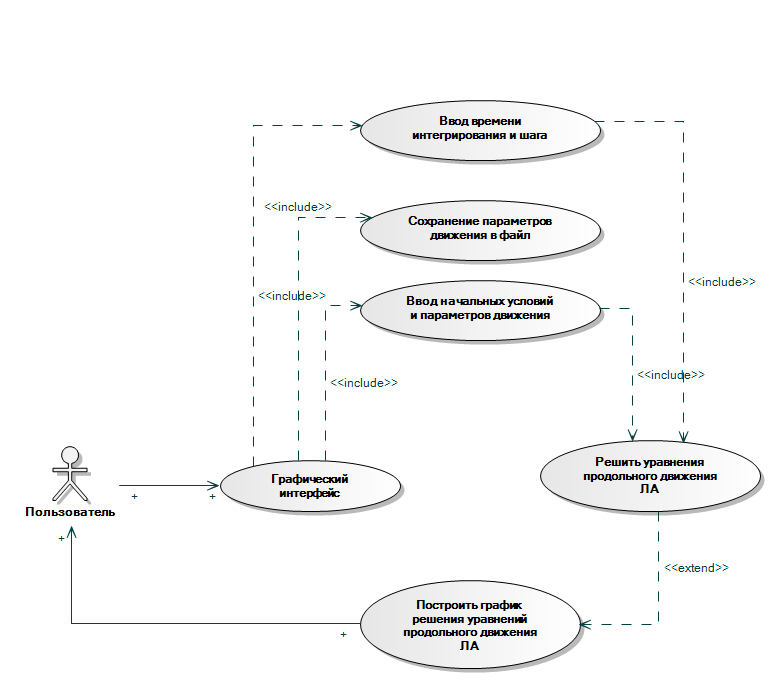 Ввод времени
интегрирования и шага
<<include>>
Сохранение параметров
движения в файл
<<include>>
<<include>>
Ввод начальных условий
и параметров движения
<<include>>
<<include>>
Графический
интерфейс
Решить уравнения
продольного движения
ЛА
+
+
Пользователь
+
<<extend>>
Построить график
решения уравнений
продольного движения
ЛА
+